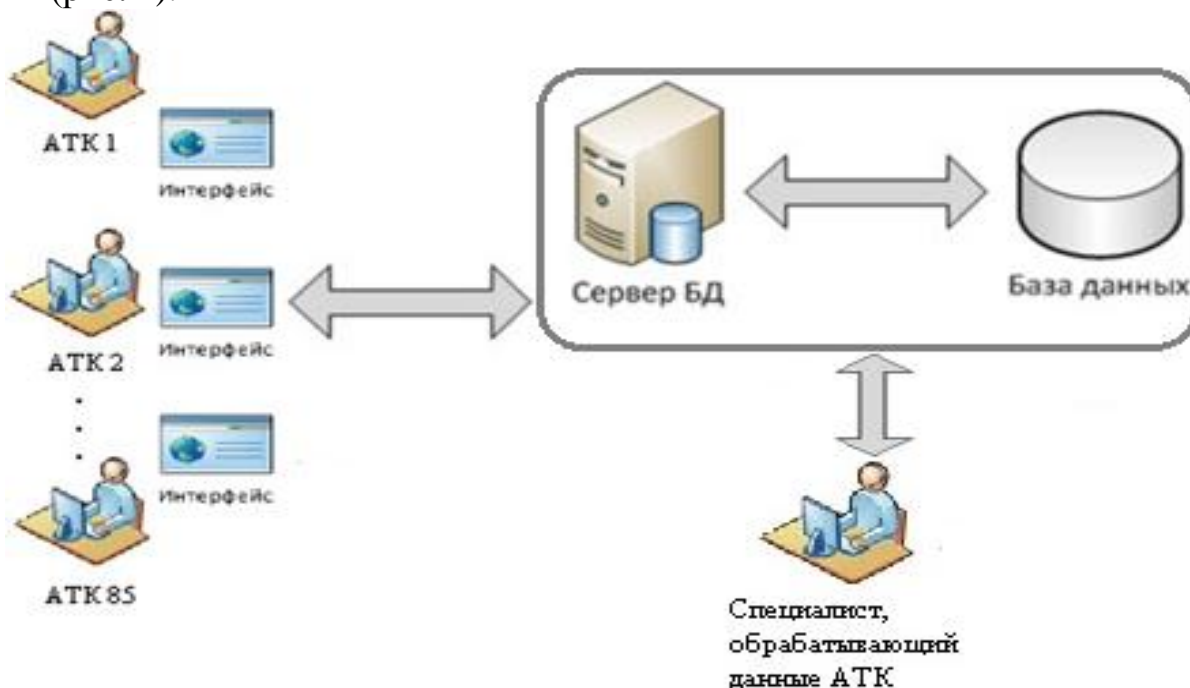 АТК 1
Интерфейс
АТК 2
Интерфейс
Интерфейс
АТК 85
Сервер БД
База данных
Специалист,
обрабатывающий
данные АТК